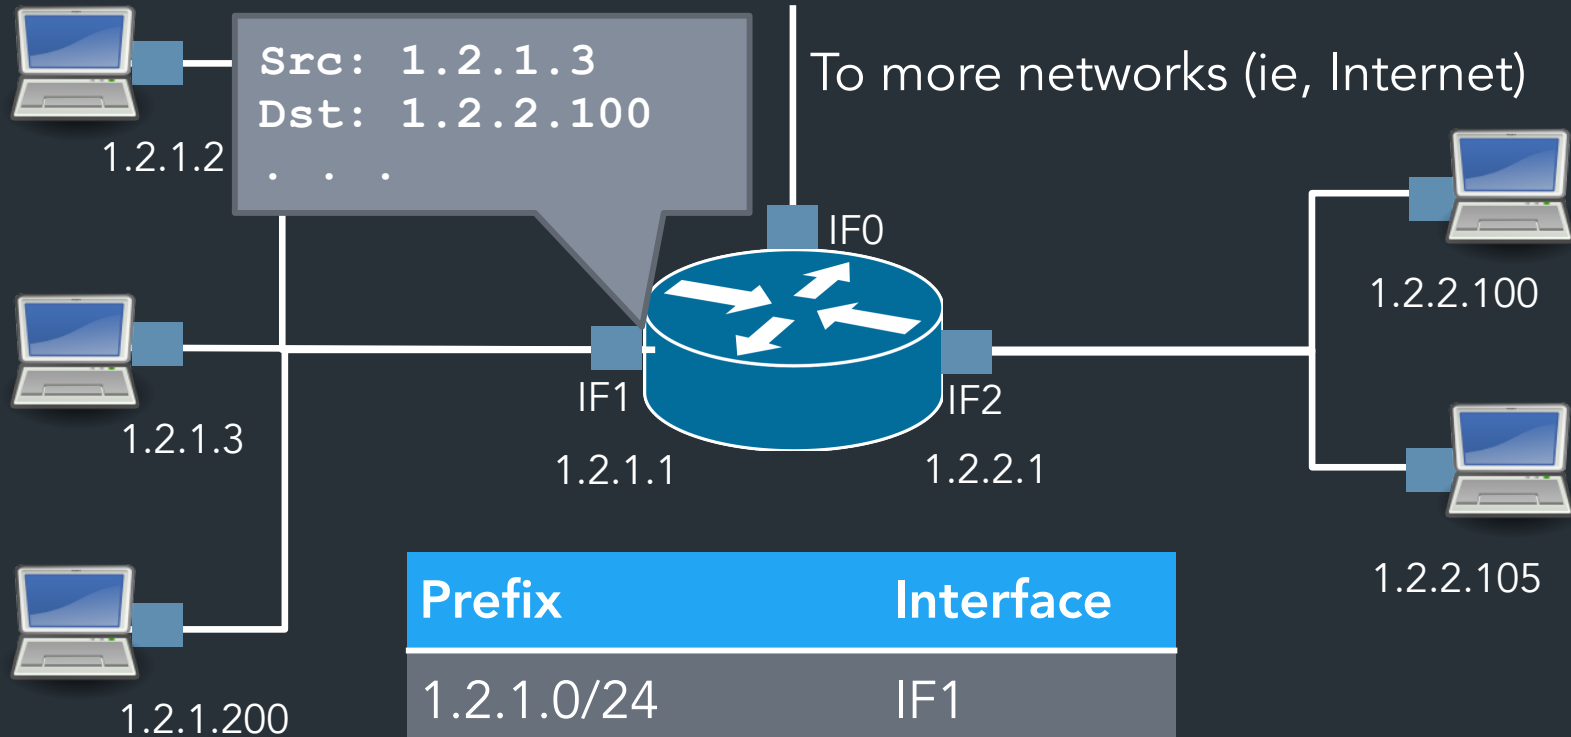 Src: 1.2.1.3
Dst: 1.2.2.100
. . .
To more networks (ie, Internet)
1.2.1.2
IF0
1.2.2.100
IF1
IF2
1.2.1.3
1.2.1.1
1.2.2.1
1.2.2.105
Prefix Interface
1.2.1.0/24 IF1
1.2.1.200